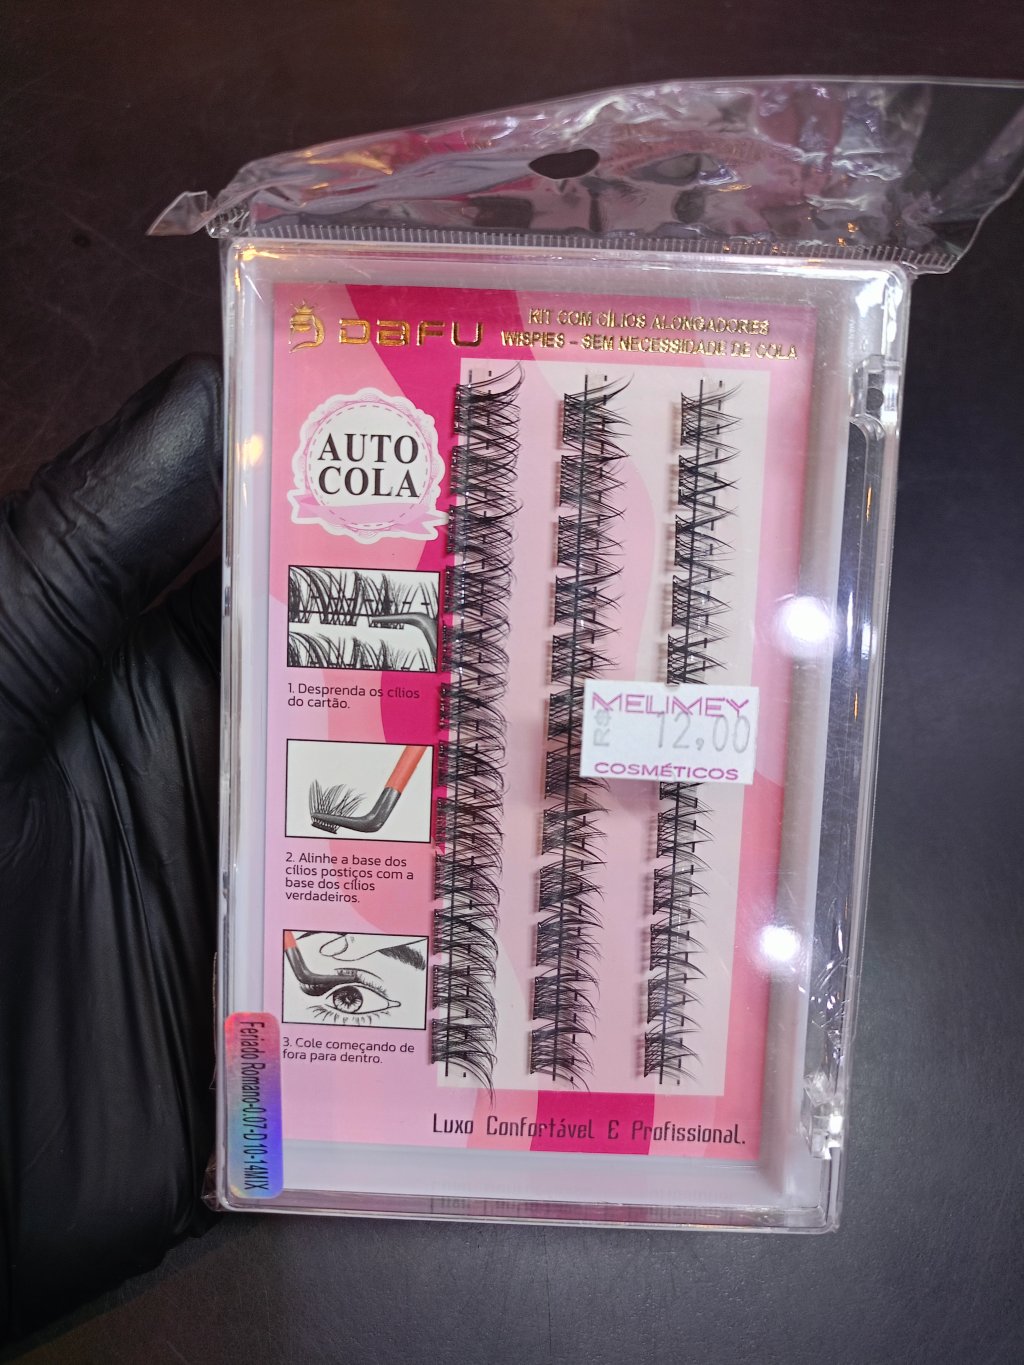 DAFU
KIT COM CÍLIOS ALONGADORES
WISPIES – SEM NECESSIDADE DE COLA
AUTO
COLA
1. Desprenda os cílios
do cartão.
2. Alinhe a base dos
cílios postiços com a
base dos cílios
verdadeiros.
3. Cole começando de
fora para dentro.
MELIMEY
R$ 12,00
COSMÉTICOS
Feriado Romano-0.07-D10-14MIX
Luxo Confortável E Profissional.